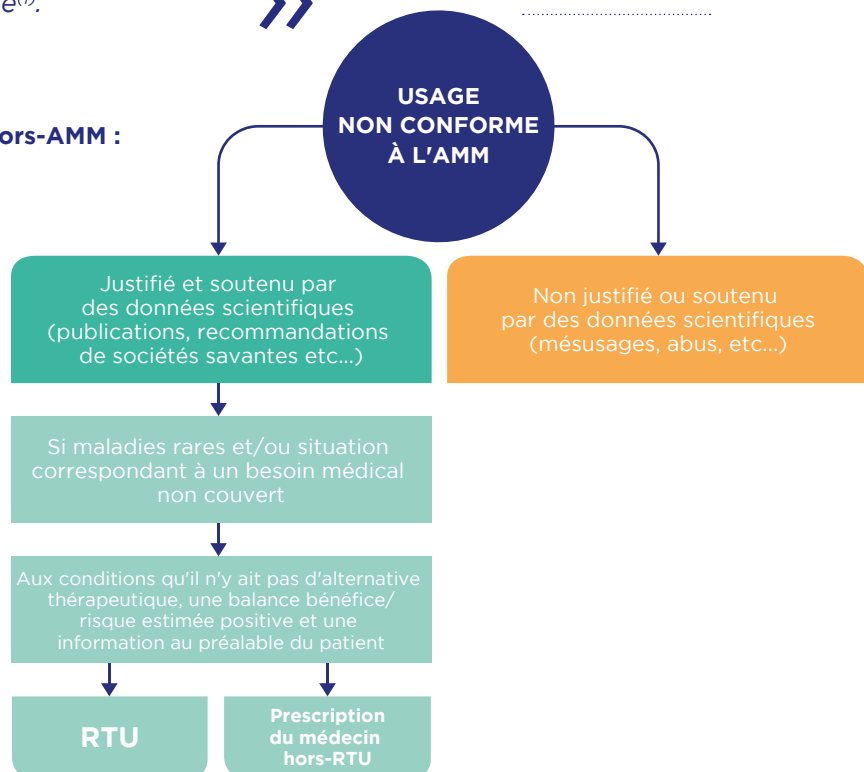 e⁽¹⁾.
»
ors-AMM :
USAGE
NON CONFORME
À L'AMM
Justifié et soutenu par
des données scientifiques
(publications, recommandations
de sociétés savantes etc...)
Non justifié ou soutenu
par des données scientifiques
(mésusages, abus, etc...)
Si maladies rares et/ou situation
correspondant à un besoin médical
non couvert
Aux conditions qu'il n'y ait pas d'alternative
thérapeutique, une balance bénéfice/
risque estimée positive et une
information au préalable du patient
RTU
Prescription
du médecin
hors-RTU